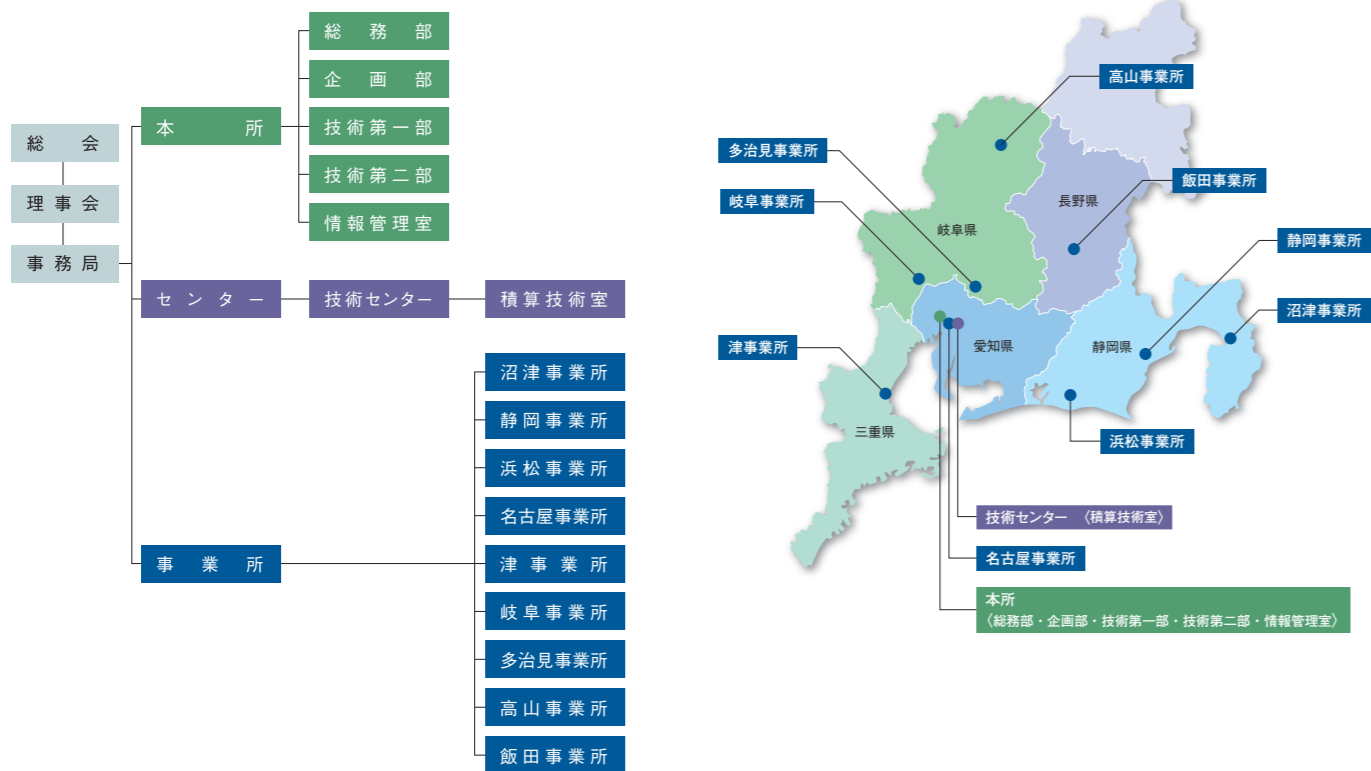 総務部
企画部
本所
技術第一部
技術第二部
情報管理室
総会
理事会
事務局
センター
技術センター
積算技術室
沼津事業所
静岡事業所
浜松事業所
名古屋事業所
事業所
津事業所
岐阜事業所
多治見事業所
高山事業所
飯田事業所
高山事業所
多治見事業所
飯田事業所
岐阜事業所
長野県
岐阜県
静岡事業所
沼津事業所
津事業所
愛知県
静岡県
三重県
浜松事業所
技術センター 〈積算技術室〉
名古屋事業所
本所
〈総務部・企画部・技術第一部・技術第二部・情報管理室〉